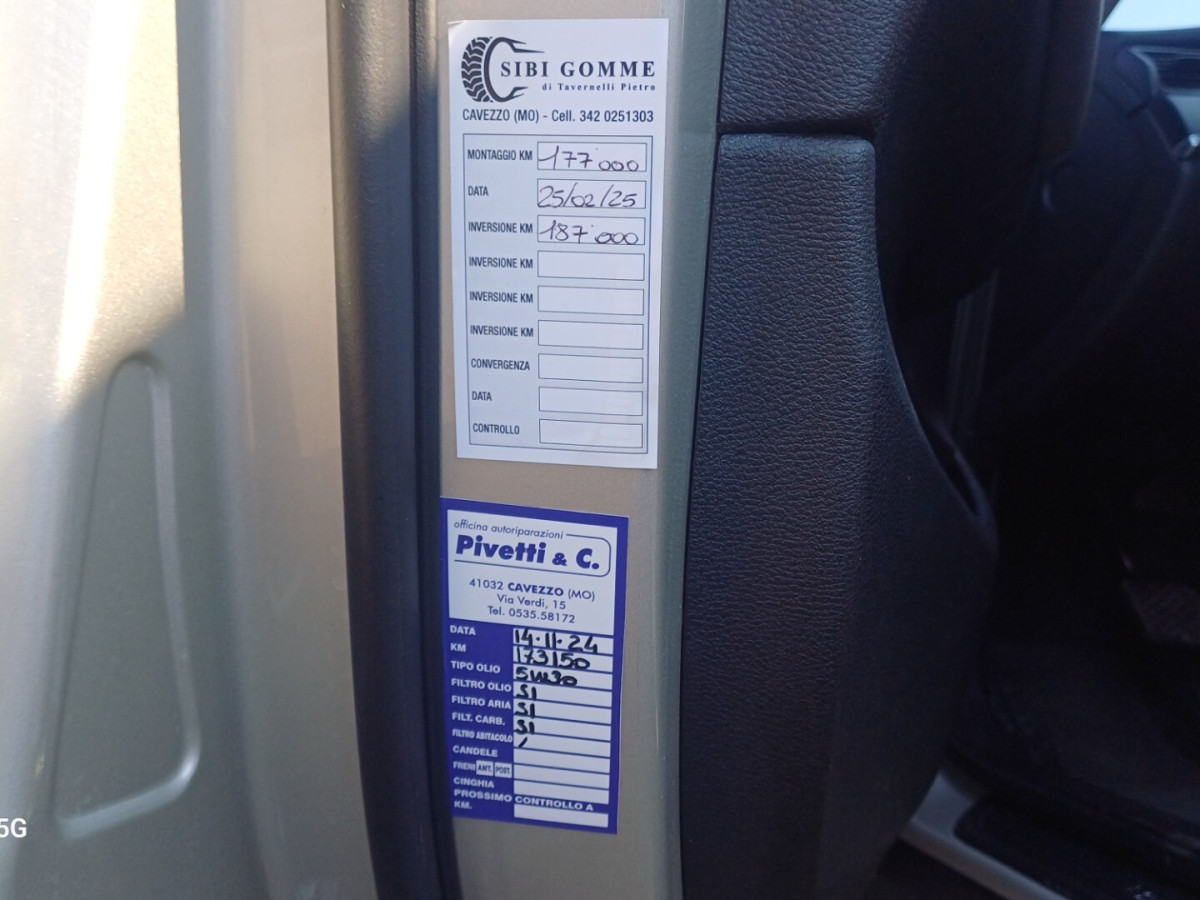 SIBI GOMME
di Tavernelli Pietro
CAVEZZO (MO) - Cell. 342 0251303
MONTAGGIO KM 177'000
DATA 25/02/25
INVERSIONE KM 187'000
INVERSIONE KM
INVERSIONE KM
INVERSIONE KM
CONVERGENZA
DATA
CONTROLLO
officina autoriparazioni
Pivetti & C.
41032 CAVEZZO (MO)
Via Verdi, 15
Tel. 0535.58172
DATA 14.11.24
KM 173150
TIPO OLIO 5W30
FILTRO OLIO SI
FILTRO ARIA SI
FILT. CARB. SI
FILTRO ABITACOLO /
CANDELE
FRENI ANT. POST.
CINGHIA
PROSSIMO CONTROLLO A
KM.
5G